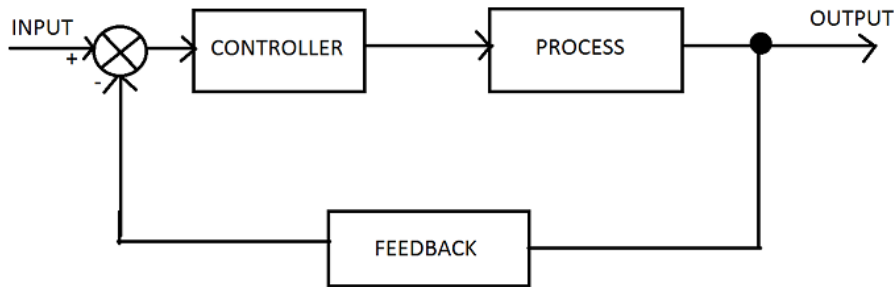 INPUT
OUTPUT
+
CONTROLLER
PROCESS
-
FEEDBACK